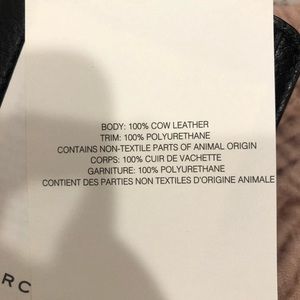 BODY: 100% COW LEATHER
TRIM: 100% POLYURETHANE
CONTAINS NON-TEXTILE PARTS OF ANIMAL ORIGIN
CORPS: 100% CUIR DE VACHETTE
GARNITURE: 100% POLYURETHANE
CONTIENT DES PARTIES NON TEXTILES D'ORIGINE ANIMALE
RC